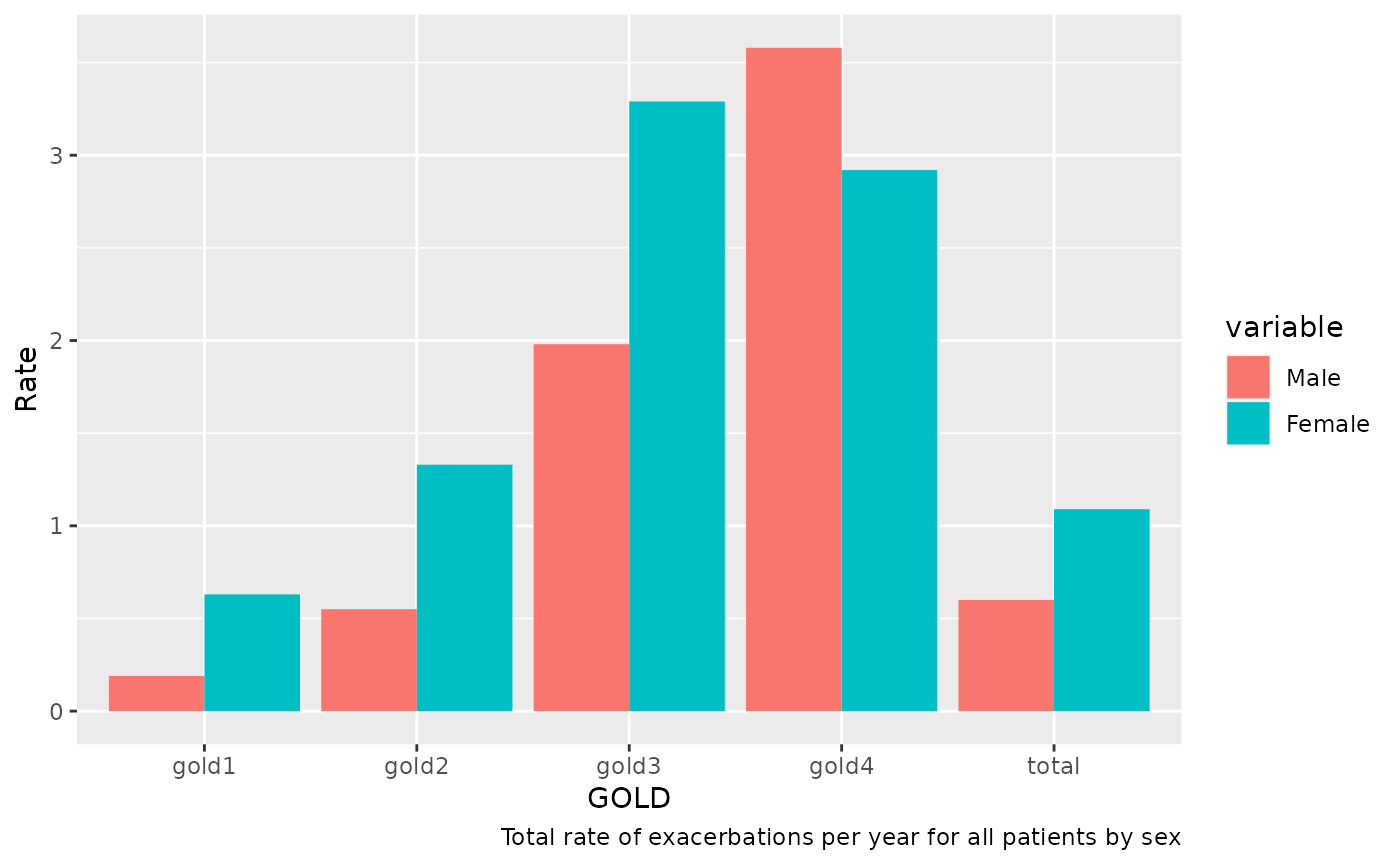 3
2
1
0
Rate
gold1 gold2 gold3 gold4 total
GOLD
Total rate of exacerbations per year for all patients by sex
variable
Male
Female